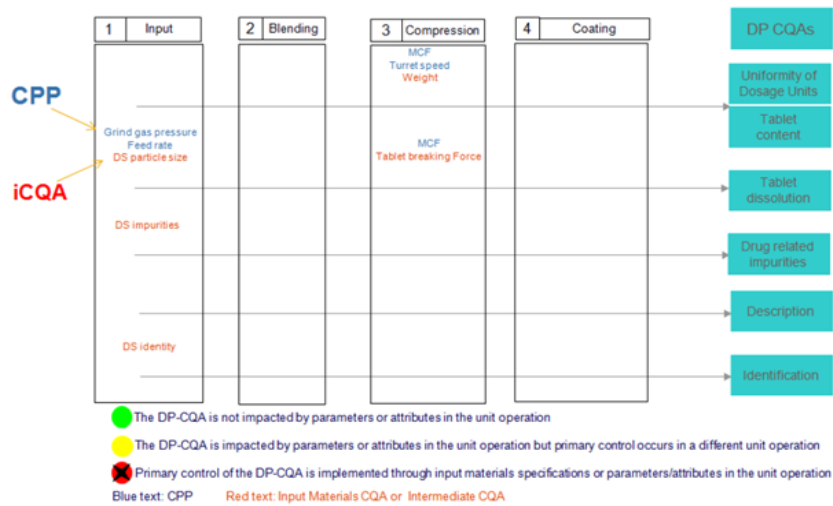 1 Input
2 Blending
3 Compression
4 Coating
DP CQAs
MCF
Turret speed
Weight
Uniformity of
Dosage Units
CPP
Tablet
content
Grind gas pressure
Feed rate
DS particle size
MCF
Tablet breaking Force
iCQA
Tablet
dissolution
DS impurities
Drug related
impurities
Description
DS identity
Identification
The DP-CQA is not impacted by parameters or attributes in the unit operation
The DP-CQA is impacted by parameters or attributes in the unit operation but primary control occurs in a different unit operation
Primary control of the DP-CQA is implemented through input materials specifications or parameters/attributes in the unit operation
Blue text: CPP Red text: Input Materials CQA or Intermediate CQA